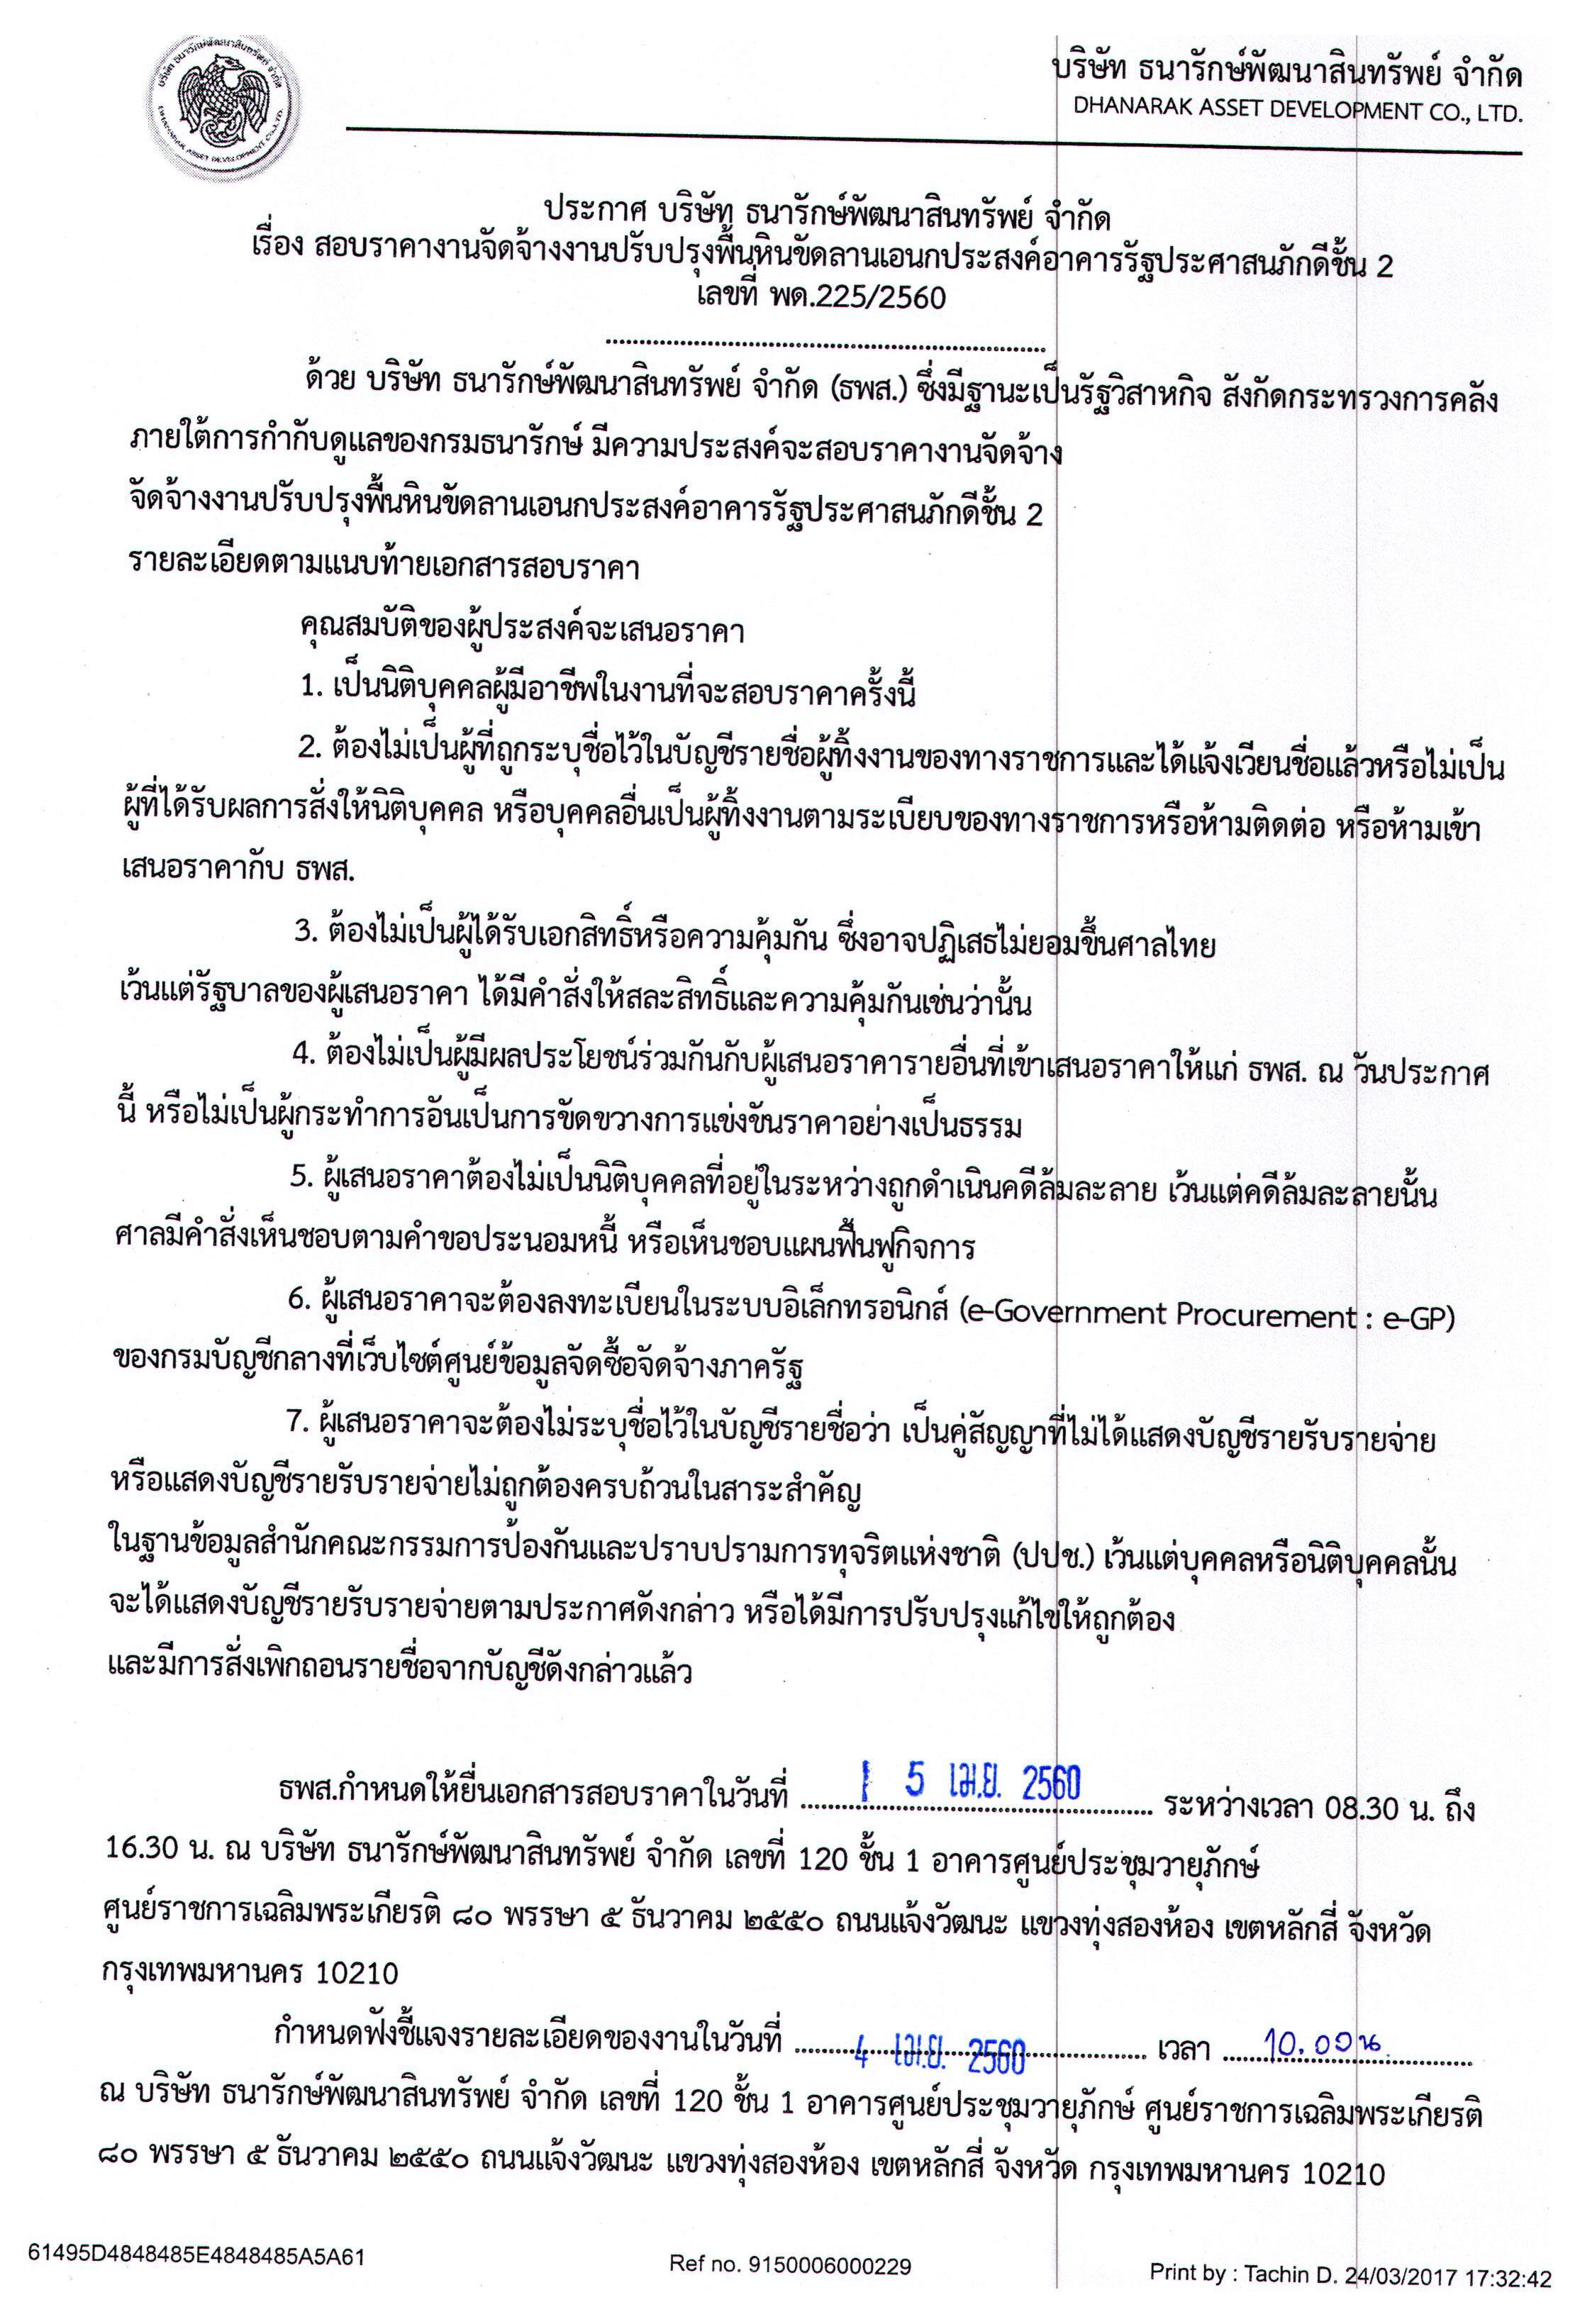 บริษัท ธนารักษ์พัฒนาสินทรัพย์ จำกัด
DHANARAK ASSET DEVELOPMENT CO., LTD.
บริษัท ธนารักษ์พัฒนาสินทรัพย์ จำกัด
DHANARAK ASSET DEVELOPMENT CO.,LTD.
ประกาศ บริษัท ธนารักษ์พัฒนาสินทรัพย์ จำกัด
เรื่อง สอบราคางานจัดจ้างงานปรับปรุงพื้นหินขัดลานเอนกประสงค์อาคารรัฐประศาสนภักดีชั้น 2
เลขที่ พด.225/2560
ด้วย บริษัท ธนารักษ์พัฒนาสินทรัพย์ จำกัด (ธพส.) ซึ่งมีฐานะเป็นรัฐวิสาหกิจ สังกัดกระทรวงการคลัง
ภายใต้การกำกับดูแลของกรมธนารักษ์ มีความประสงค์จะสอบราคางานจัดจ้าง
จัดจ้างงานปรับปรุงพื้นหินขัดลานเอนกประสงค์อาคารรัฐประศาสนภักดีชั้น 2
รายละเอียดตามแนบท้ายเอกสารสอบราคา
คุณสมบัติของผู้ประสงค์จะเสนอราคา
1. เป็นนิติบุคคลผู้มีอาชีพในงานที่จะสอบราคาครั้งนี้
2. ต้องไม่เป็นผู้ที่ถูกระบุชื่อไว้ในบัญชีรายชื่อผู้ทิ้งงานของทางราชการและได้แจ้งเวียนชื่อแล้วหรือไม่เป็น
ผู้ที่ได้รับผลการสั่งให้นิติบุคคล หรือบุคคลอื่นเป็นผู้ทิ้งงานตามระเบียบของทางราชการหรือห้ามติดต่อ หรือห้ามเข้า
เสนอราคากับ ธพส.
3. ต้องไม่เป็นผู้ได้รับเอกสิทธิ์หรือความคุ้มกัน ซึ่งอาจปฏิเสธไม่ยอมขึ้นศาลไทย
เว้นแต่รัฐบาลของผู้เสนอราคา ได้มีคำสั่งให้สละสิทธิ์และความคุ้มกันเช่นว่านั้น
4. ต้องไม่เป็นผู้มีผลประโยชน์ร่วมกันกับผู้เสนอราคารายอื่นที่เข้าเสนอราคาให้แก่ ธพส. ณ วันประกาศ
นี้ หรือไม่เป็นผู้กระทำการอันเป็นการขัดขวางการแข่งขันราคาอย่างเป็นธรรม
5. ผู้เสนอราคาต้องไม่เป็นนิติบุคคลที่อยู่ในระหว่างถูกดำเนินคดีล้มละลาย เว้นแต่คดีล้มละลายนั้น
ศาลมีคำสั่งเห็นชอบตามคำขอประนอมหนี้ หรือเห็นชอบแผนฟื้นฟูกิจการ
6. ผู้เสนอราคาจะต้องลงทะเบียนในระบบอิเล็กทรอนิกส์ (e-Government Procurement : e-GP)
ของกรมบัญชีกลางที่เว็บไซต์ศูนย์ข้อมูลจัดซื้อจัดจ้างภาครัฐ
7. ผู้เสนอราคาจะต้องไม่ระบุชื่อไว้ในบัญชีรายชื่อว่า เป็นคู่สัญญาที่ไม่ได้แสดงบัญชีรายรับรายจ่าย
หรือแสดงบัญชีรายรับรายจ่ายไม่ถูกต้องครบถ้วนในสาระสำคัญ
ในฐานข้อมูลสำนักคณะกรรมการป้องกันและปราบปรามการทุจริตแห่งชาติ (ปปช.) เว้นแต่บุคคลหรือนิติบุคคลนั้น
จะได้แสดงบัญชีรายรับรายจ่ายตามประกาศดังกล่าว หรือได้มีการปรับปรุงแก้ไขให้ถูกต้อง
และมีการสั่งเพิกถอนรายชื่อจากบัญชีดังกล่าวแล้ว
ธพส.กำหนดให้ยื่นเอกสารสอบราคาในวันที่ 5 เม.ย. 2560 ระหว่างเวลา 08.30 น. ถึง
16.30 น. ณ บริษัท ธนารักษ์พัฒนาสินทรัพย์ จำกัด เลขที่ 120 ชั้น 1 อาคารศูนย์ประชุมวายุภักษ์
ศูนย์ราชการเฉลิมพระเกียรติ ๘๐ พรรษา ๕ ธันวาคม ๒๕๕๐ ถนนแจ้งวัฒนะ แขวงทุ่งสองห้อง เขตหลักสี่ จังหวัด
กรุงเทพมหานคร 10210
กำหนดฟังชี้แจงรายละเอียดของงานในวันที่ 4 เม.ย. 2560 เวลา 10.00น.
ณ บริษัท ธนารักษ์พัฒนาสินทรัพย์ จำกัด เลขที่ 120 ชั้น 1 อาคารศูนย์ประชุมวายุภักษ์ ศูนย์ราชการเฉลิมพระเกียรติ
๘๐ พรรษา ๕ ธันวาคม ๒๕๕๐ ถนนแจ้งวัฒนะ แขวงทุ่งสองห้อง เขตหลักสี่ จังหวัด กรุงเทพมหานคร 10210
61495D4848485E4848485A5A61
Ref no. 9150006000229
Print by : Tachin D. 24/03/2017 17:32:42